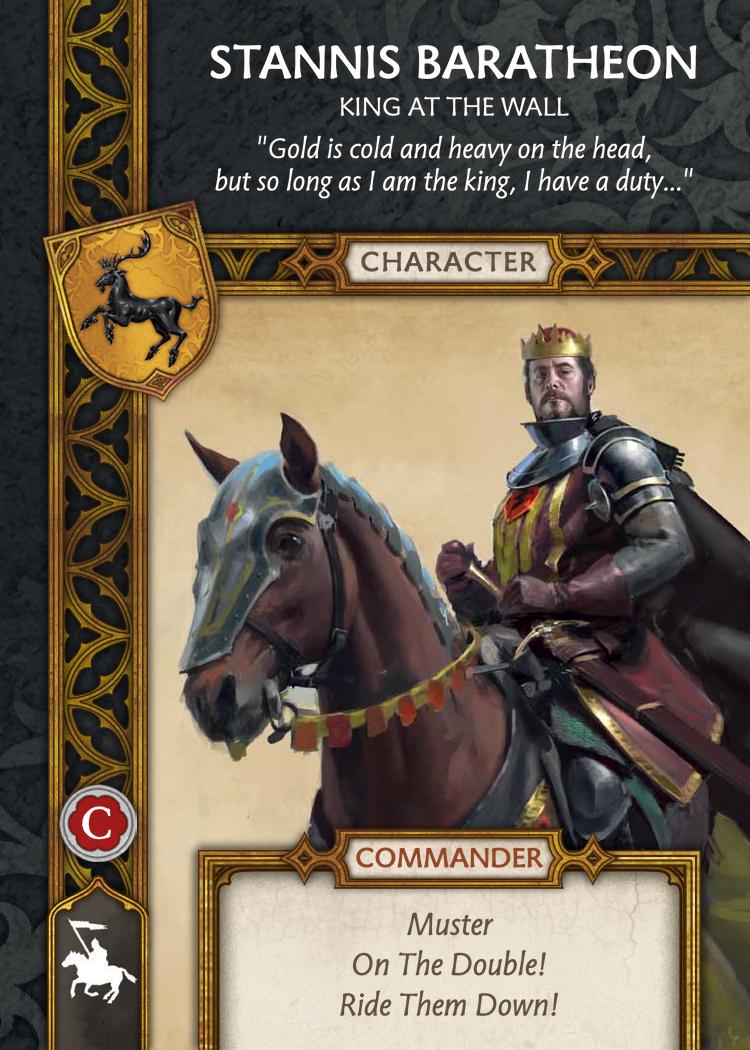 STANNIS BARATHEON
KING AT THE WALL
"Gold is cold and heavy on the head,
but so long as I am the king, I have a duty..."
CHARACTER
C
COMMANDER
Muster
On The Double!
Ride Them Down!